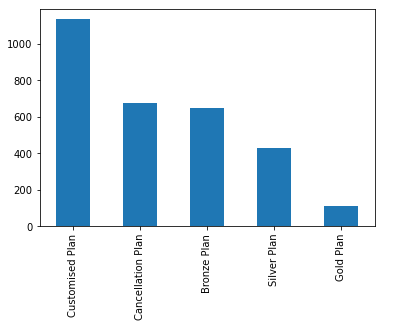 1000
800
600
400
200
0
Customised Plan
Cancellation Plan
Bronze Plan
Silver Plan
Gold Plan